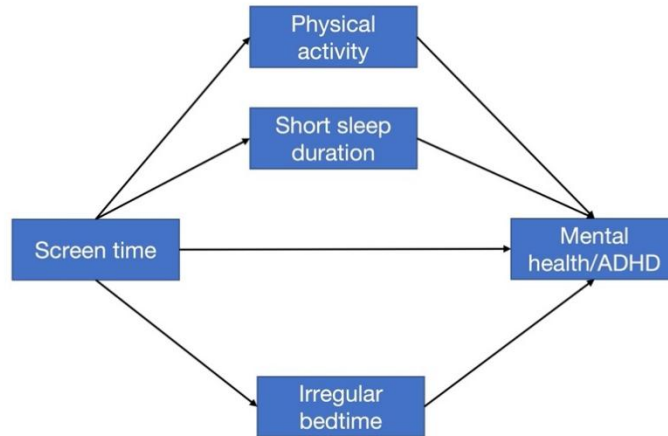 Physical
activity
Short sleep
duration
Screen time
Mental
health/ADHD
Irregular
bedtime